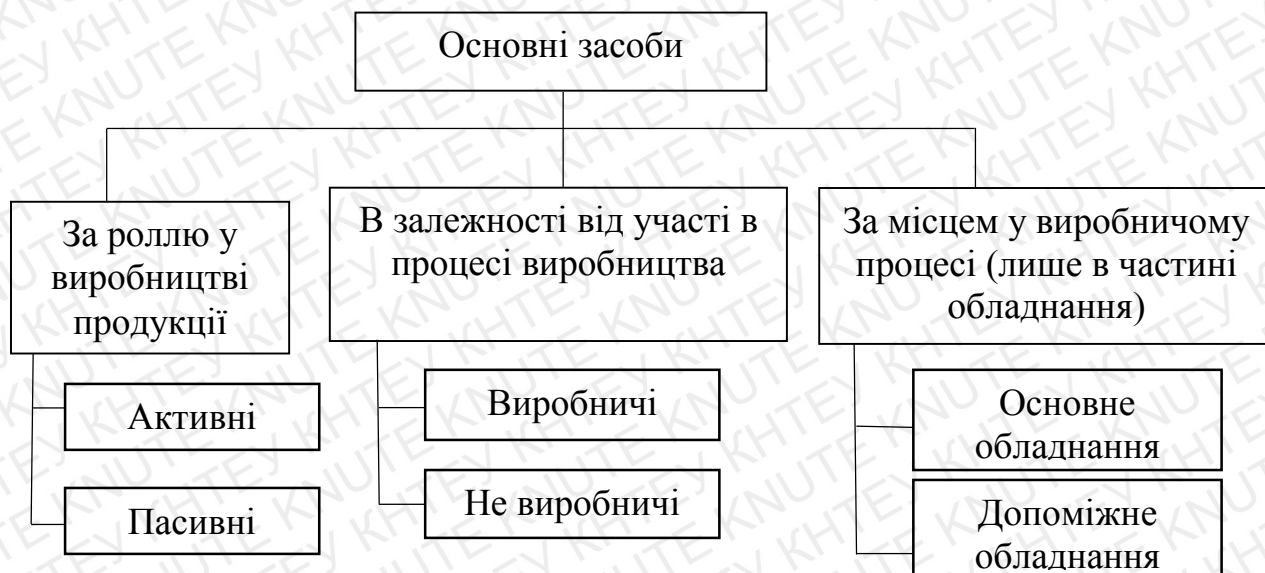 Основні засоби
За роллю у
виробництві
продукції
В залежності від участі в
процесі виробництва
За місцем у виробничому
процесі (лише в частині
обладнання)
Активні
Пасивні
Виробничі
Не виробничі
Основне
обладнання
Допоміжне
обладнання